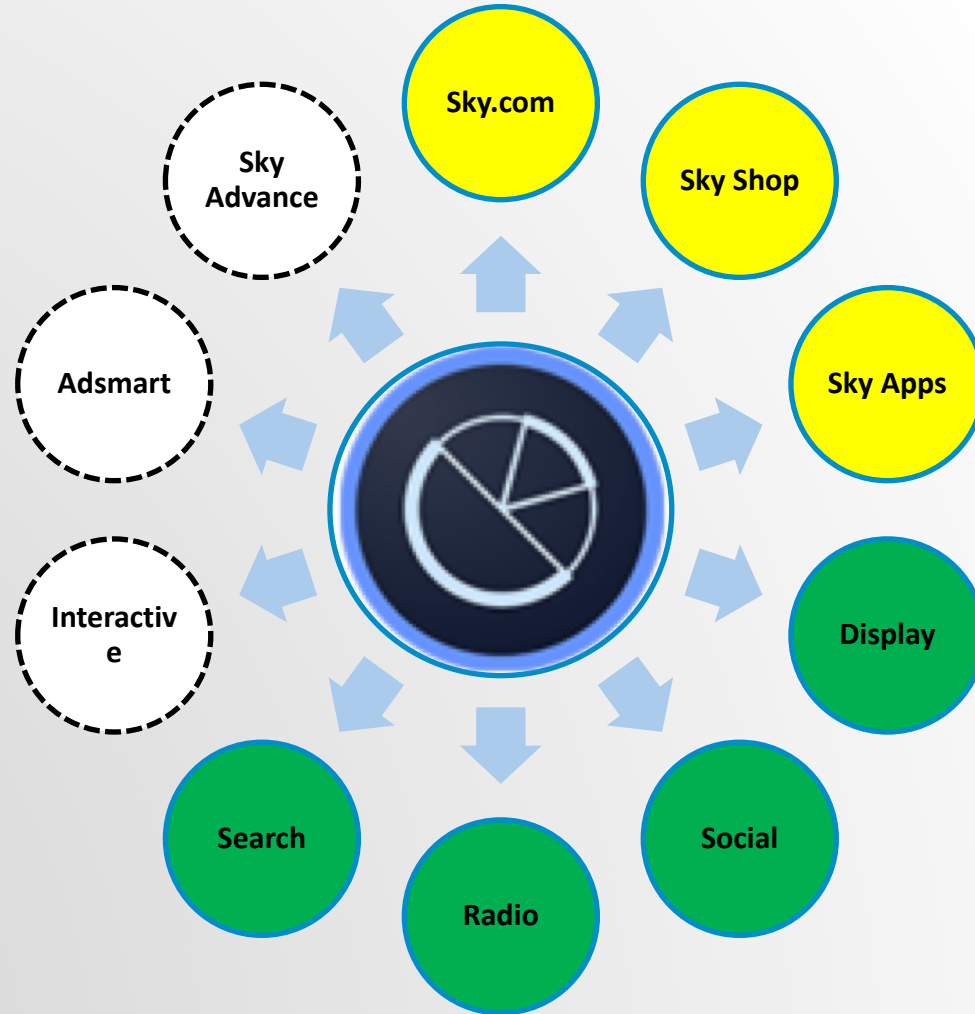 Sky.com
Sky Shop
Sky Apps
Display
Social
Radio
Search
Interactiv
e
Adsmart
Sky
Advance